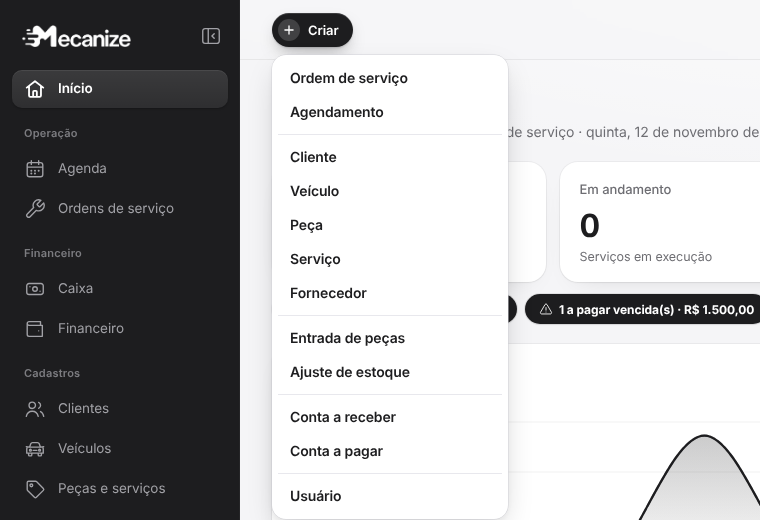 Mecanize
Início
Operação
Agenda
Ordens de serviço
Financeiro
Caixa
Financeiro
Cadastros
Clientes
Veículos
Peças e serviços
Criar
Ordem de serviço
Agendamento
Cliente
Veículo
Peça
Serviço
Fornecedor
Entrada de peças
Ajuste de estoque
Conta a receber
Conta a pagar
Usuário
de serviço · quinta, 12 de novembro de
Em andamento
0
Serviços em execução
1 a pagar vencida(s) · R$ 1.500,00